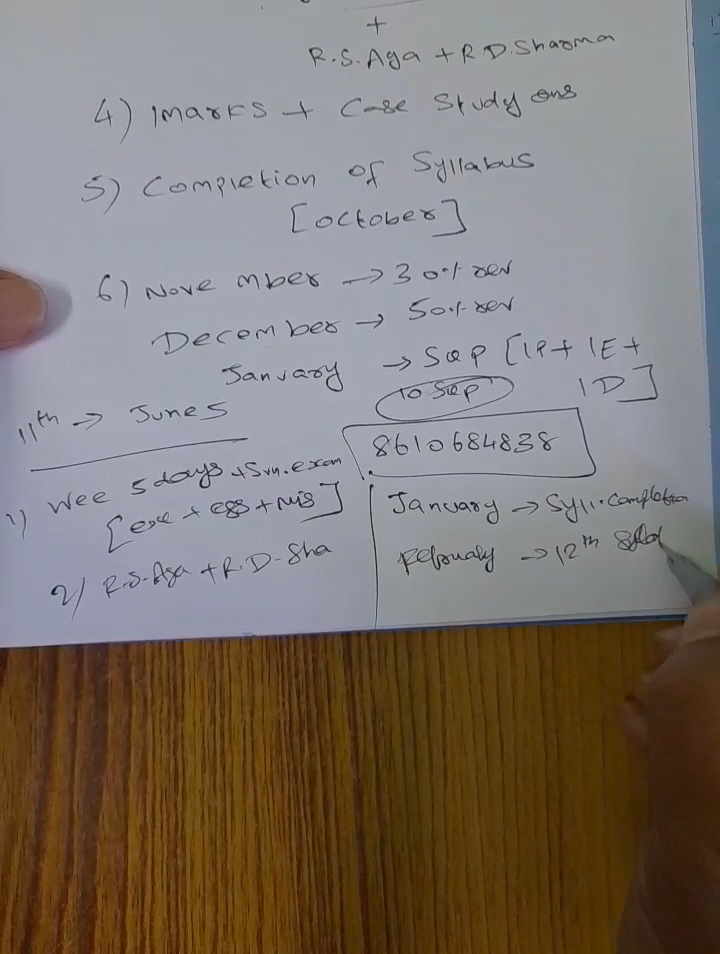 +
R.S.Aga + R.D.Sharma
4) 1marks + Case Study Qns
5) Completion of Syllabus
[October]
6) November → 30% rev
December → 50% rev
January → SQP [1P + 1E + 1D]
10 SQP
11th → June 5
8610684838
1) Wee 5 days + Sun.exam
[exe + egs + mis]
2) R.S.Aga + R.D-Sha
January → Syll.Completion
February → 12th